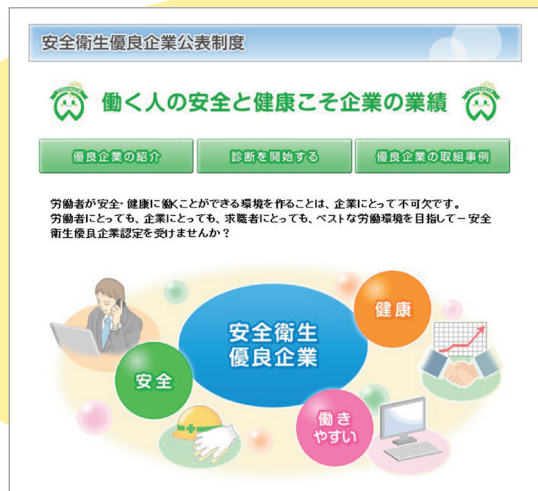 安全衛生優良企業公表制度
働く人の安全と健康こそ企業の業績
優良企業の紹介
診断を開始する
優良企業の取組事例
労働者が安全・健康に働くことができる環境を作ることは、企業にとって不可欠です。
労働者にとっても、企業にとっても、求職者にとっても、ベストな労働環境を目指して－安全
衛生優良企業認定を受けませんか？
安全衛生
優良企業
健康
安全
働き
やすい